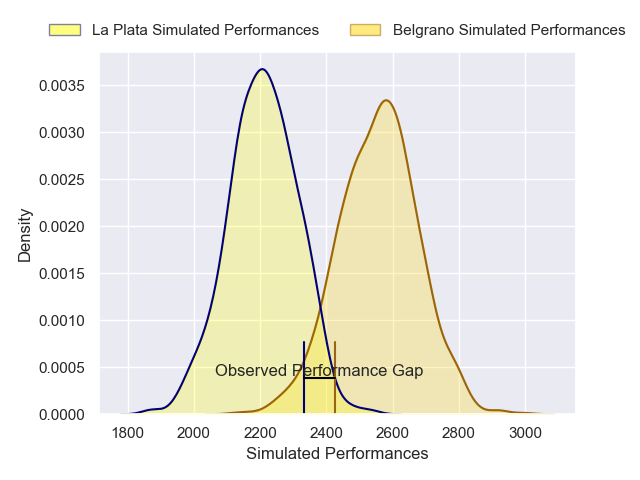 La Plata Simulated Performances
Belgrano Simulated Performances
0.0035
0.0030
0.0025
0.0020
0.0015
0.0010
0.0005
0.0000
Density
Observed Performance Gap
1800 2000 2200 2400 2600 2800 3000
Simulated Performances